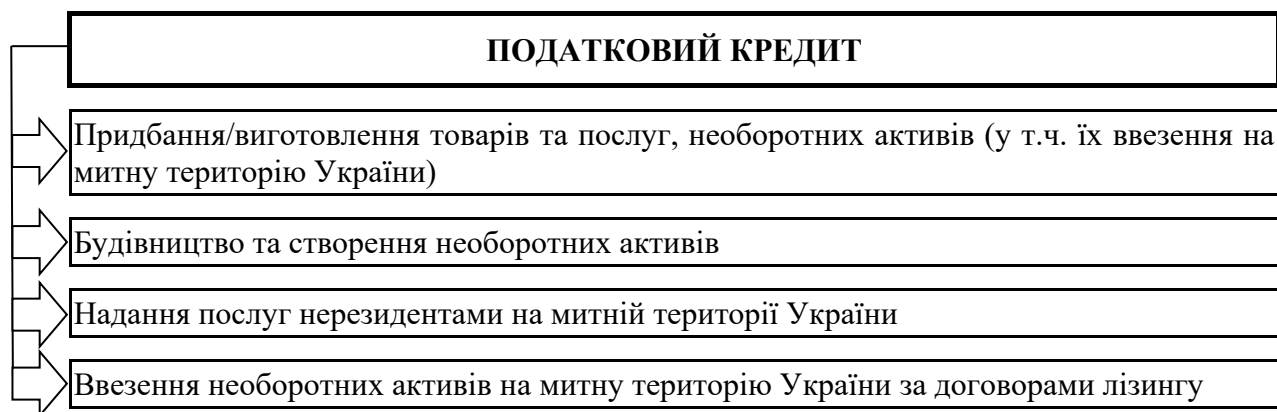 ПОДАТКОВИЙ КРЕДИТ
Придбання/виготовлення товарів та послуг, необоротних активів (у т.ч. їх ввезення на
митну територію України)
Будівництво та створення необоротних активів
Надання послуг нерезидентами на митній території України
Ввезення необоротних активів на митну територію України за договорами лізингу